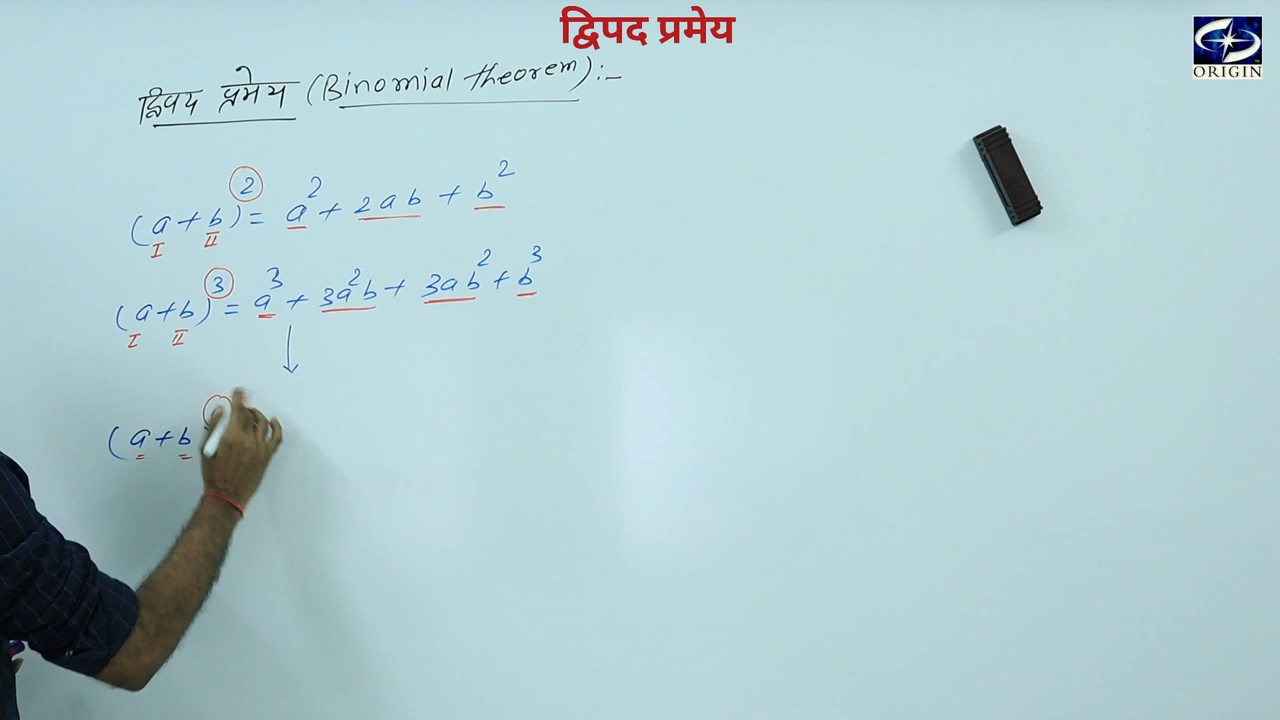 द्विपद प्रमेय
ORIGIN
द्विपद प्रमेय (Binomial theorem):-
(a+b)² = a² + 2ab + b²
I II
(a+b)³ = a³ + 3a²b + 3ab² + b³
I II
(a+b